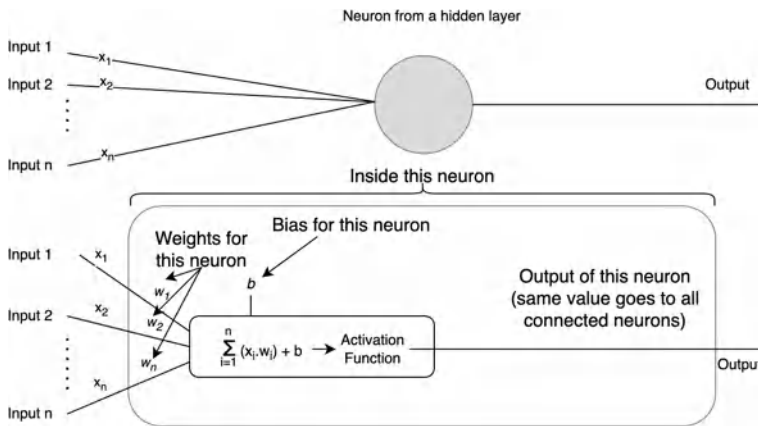 Neuron from a hidden layer
Input 1
x1
Input 2
x2
Output
Input n
xn
Inside this neuron
Weights for
this neuron
Bias for this neuron
Input 1
x1
w1
b
Output of this neuron
(same value goes to all
connected neurons)
Input 2
x2
w2
n
∑ (xi.wi) + b
i=1
Activation
Function
wn
xn
Output
Input n